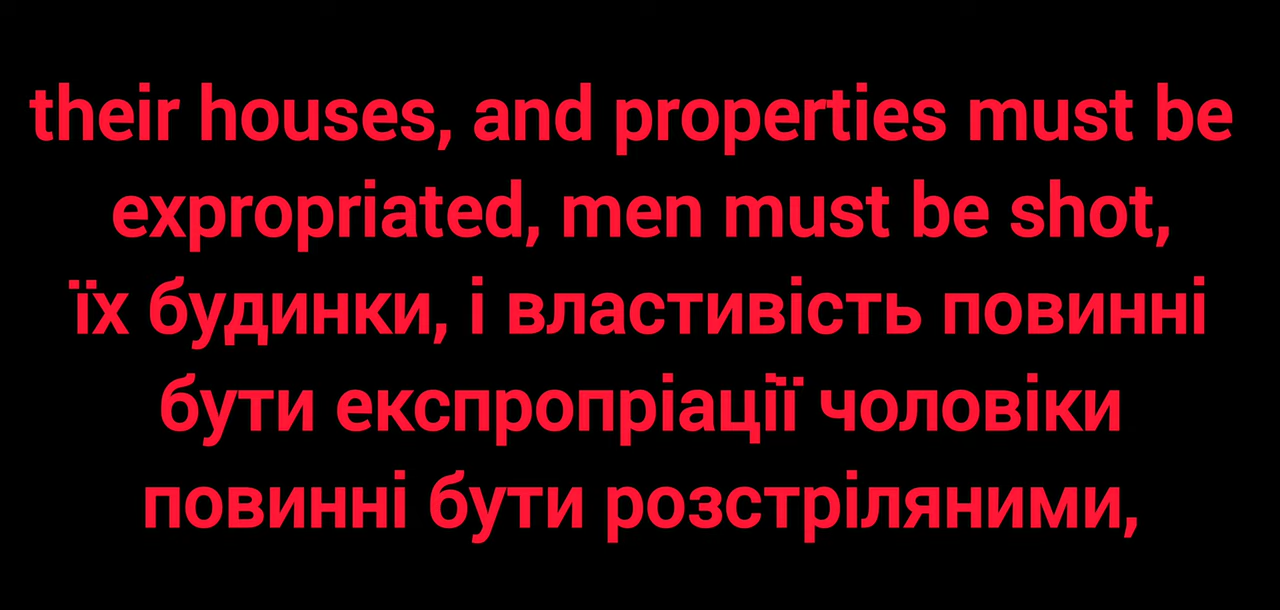 their houses, and properties must be
expropriated, men must be shot,
їх будинки, і властивість повинні
бути експропріації чоловіки
повинні бути розстріляними,